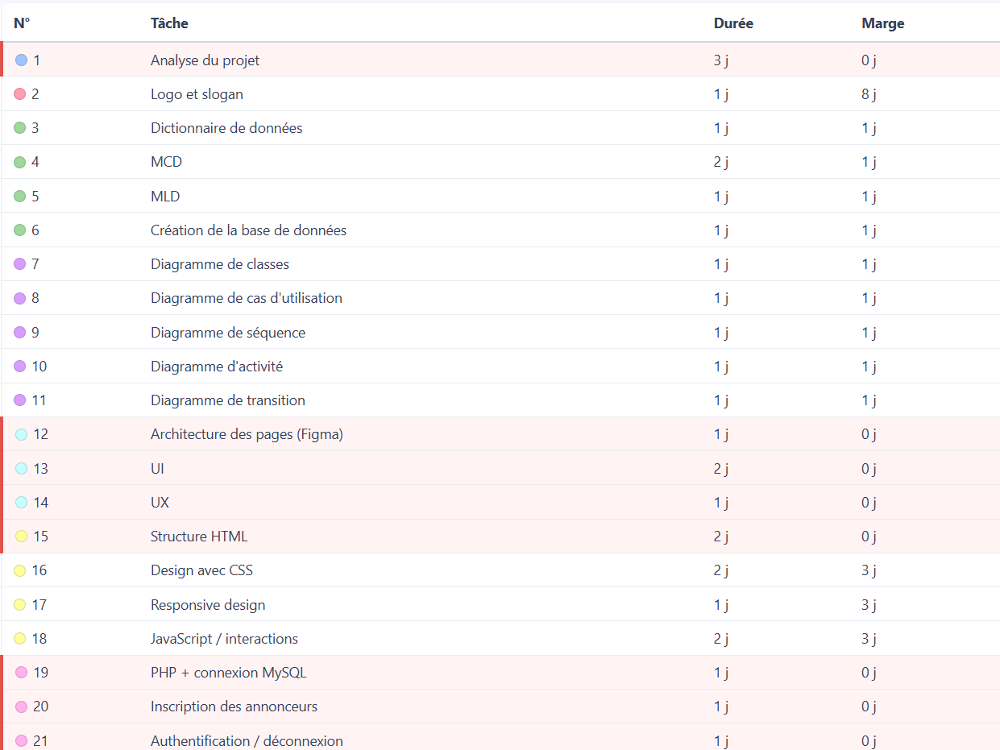 N° Tâche Durée Marge
1 Analyse du projet 3 j 0 j
2 Logo et slogan 1 j 8 j
3 Dictionnaire de données 1 j 1 j
4 MCD 2 j 1 j
5 MLD 1 j 1 j
6 Création de la base de données 1 j 1 j
7 Diagramme de classes 1 j 1 j
8 Diagramme de cas d'utilisation 1 j 1 j
9 Diagramme de séquence 1 j 1 j
10 Diagramme d'activité 1 j 1 j
11 Diagramme de transition 1 j 1 j
12 Architecture des pages (Figma) 1 j 0 j
13 UI 2 j 0 j
14 UX 1 j 0 j
15 Structure HTML 2 j 0 j
16 Design avec CSS 2 j 3 j
17 Responsive design 1 j 3 j
18 JavaScript / interactions 2 j 3 j
19 PHP + connexion MySQL 1 j 0 j
20 Inscription des annonceurs 1 j 0 j
21 Authentification / déconnexion 1 j 0 j